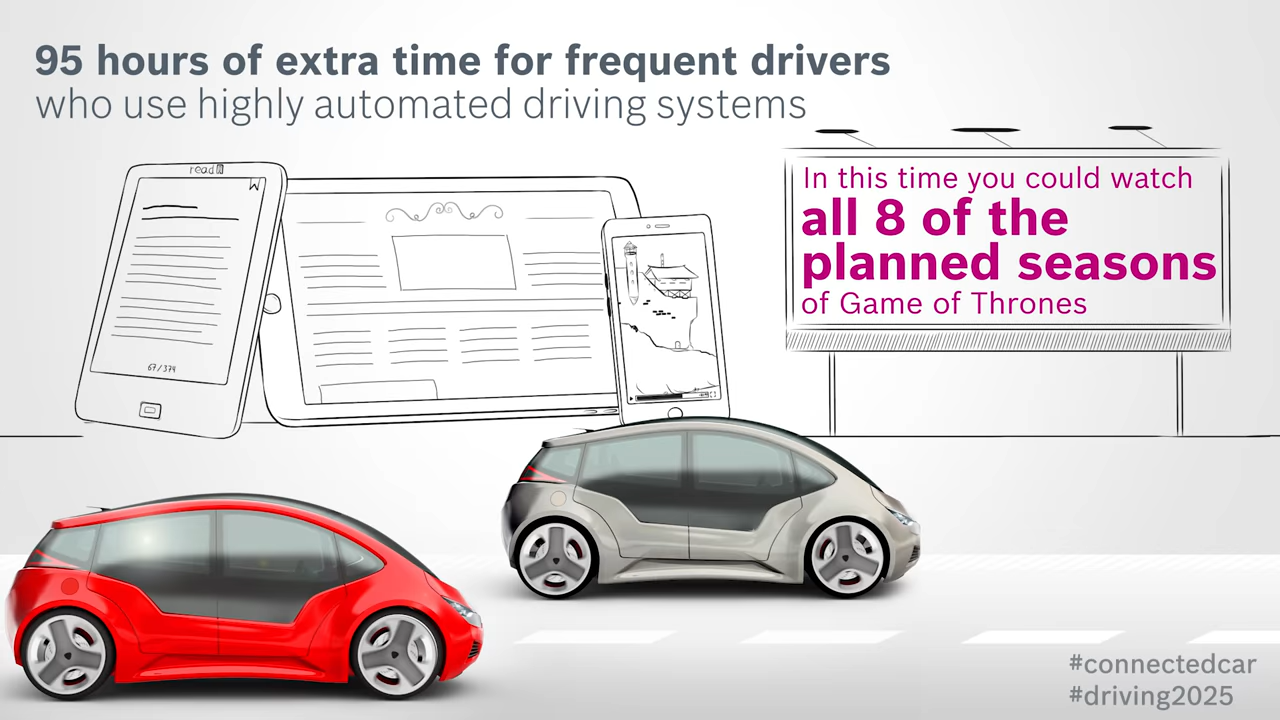 95 hours of extra time for frequent drivers
who use highly automated driving systems
read
67/374
In this time you could watch
all 8 of the
planned seasons
of Game of Thrones
#connectedcar
#driving2025